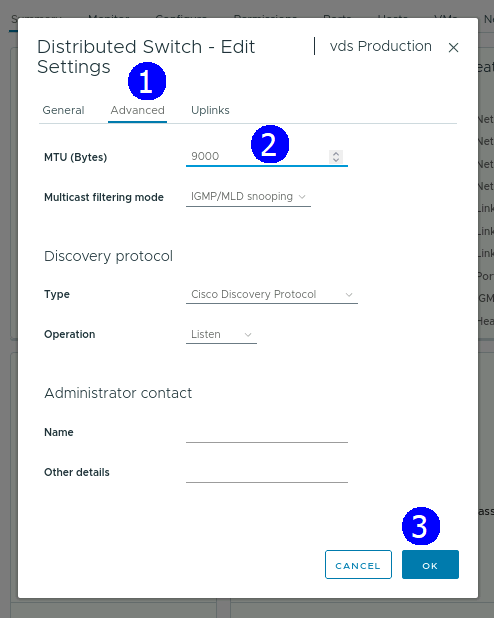 Distributed Switch - Edit
Settings
vds Production
1
General Advanced Uplinks
MTU (Bytes) 9000
2
Multicast filtering mode IGMP/MLD snooping
Discovery protocol
Type Cisco Discovery Protocol
Operation Listen
Administrator contact
Name
Other details
3
CANCEL OK